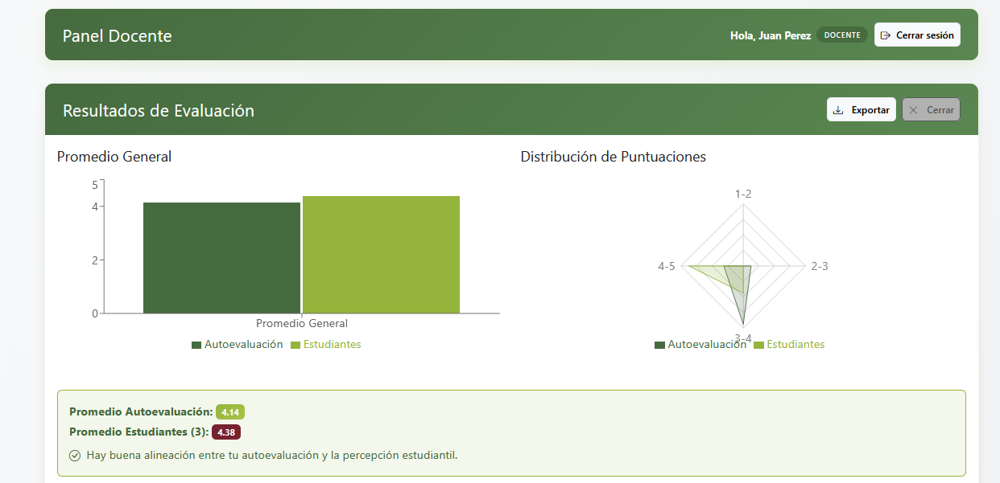 Panel Docente
Hola, Juan Perez DOCENTE Cerrar sesión
Resultados de Evaluación
Exportar Cerrar
Promedio General
5
4
2
0
Promedio General
Autoevaluación Estudiantes
Distribución de Puntuaciones
1-2
4-5 2-3
3-4
Autoevaluación Estudiantes
Promedio Autoevaluación: 4.14
Promedio Estudiantes (3): 4.38
Hay buena alineación entre tu autoevaluación y la percepción estudiantil.